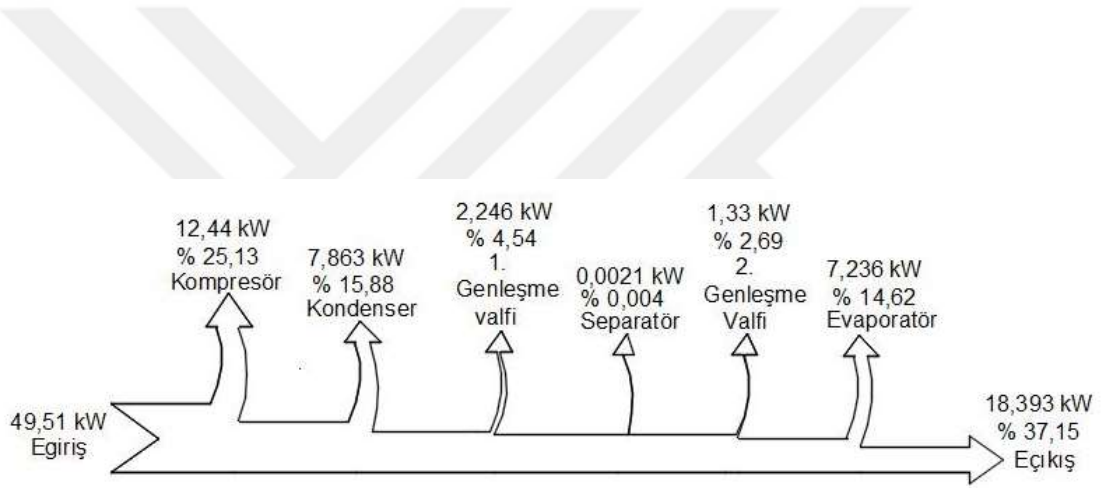 12,44 kW
% 25,13
Kompresör
7,863 kW
% 15,88
Kondenser
2,246 kW
% 4,54
1.
Genleşme
valfi
0,0021 kW
% 0,004
Separatör
1,33 kW
% 2,69
2.
Genleşme
Valfi
7,236 kW
% 14,62
Evaporatör
49,51 kW
Egiriş
18,393 kW
% 37,15
Eçıkış